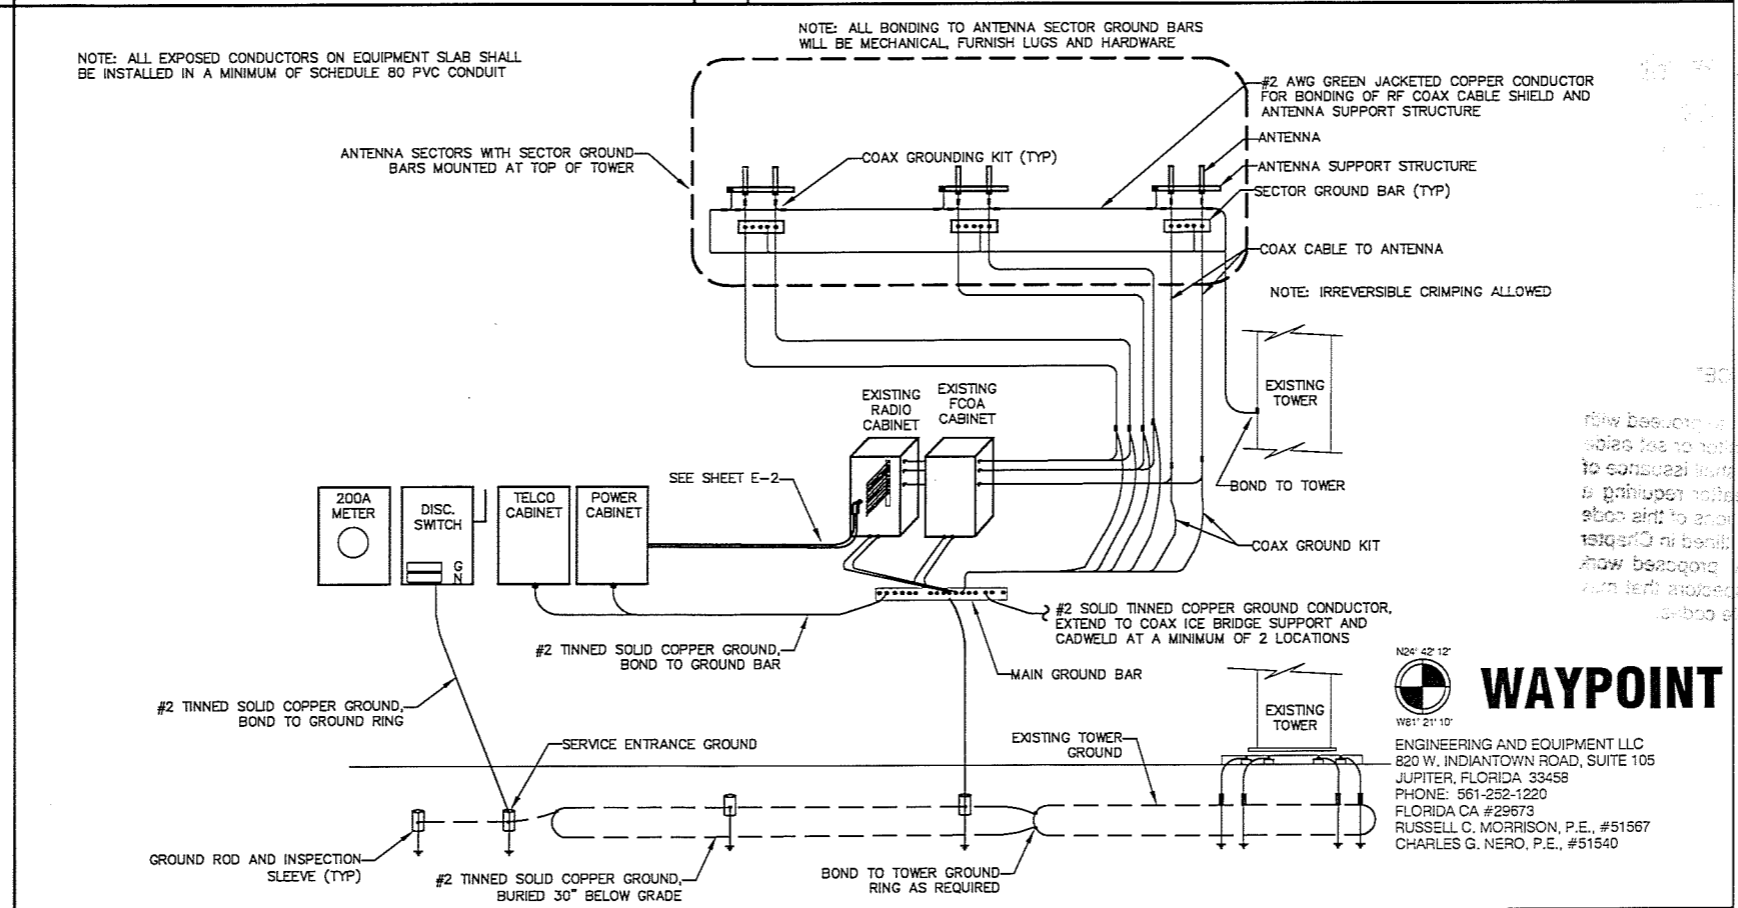 NOTE: ALL EXPOSED CONDUCTORS ON EQUIPMENT SLAB SHALL
BE INSTALLED IN A MINIMUM OF SCHEDULE 80 PVC CONDUIT
NOTE: ALL BONDING TO ANTENNA SECTOR GROUND BARS
WILL BE MECHANICAL, FURNISH LUGS AND HARDWARE
#2 AWG GREEN JACKETED COPPER CONDUCTOR
FOR BONDING OF RF COAX CABLE SHIELD AND
ANTENNA SUPPORT STRUCTURE
ANTENNA
ANTENNA SUPPORT STRUCTURE
SECTOR GROUND BAR (TYP)
ANTENNA SECTORS WITH SECTOR GROUND
BARS MOUNTED AT TOP OF TOWER
COAX GROUNDING KIT (TYP)
COAX CABLE TO ANTENNA
NOTE: IRREVERSIBLE CRIMPING ALLOWED
EXISTING
TOWER
EXISTING
RADIO
CABINET
EXISTING
FCOA
CABINET
SEE SHEET E-2
BOND TO TOWER
200A
METER
DISC.
SWITCH
G
N
TELCO
CABINET
POWER
CABINET
COAX GROUND KIT
#2 SOLID TINNED COPPER GROUND CONDUCTOR,
EXTEND TO COAX ICE BRIDGE SUPPORT AND
CADWELD AT A MINIMUM OF 2 LOCATIONS
#2 TINNED SOLID COPPER GROUND,
BOND TO GROUND BAR
MAIN GROUND BAR
#2 TINNED SOLID COPPER GROUND,
BOND TO GROUND RING
SERVICE ENTRANCE GROUND
EXISTING TOWER
GROUND
EXISTING
TOWER
GROUND ROD AND INSPECTION
SLEEVE (TYP)
#2 TINNED SOLID COPPER GROUND,
BURIED 30" BELOW GRADE
BOND TO TOWER GROUND
RING AS REQUIRED
N24° 42' 12"
W81° 21' 10"
WAYPOINT
ENGINEERING AND EQUIPMENT LLC
820 W. INDIANTOWN ROAD, SUITE 105
JUPITER, FLORIDA 33458
PHONE: 561-252-1220
FLORIDA CA #29673
RUSSELL C. MORRISON, P.E., #51567
CHARLES G. NERO, P.E., #51540